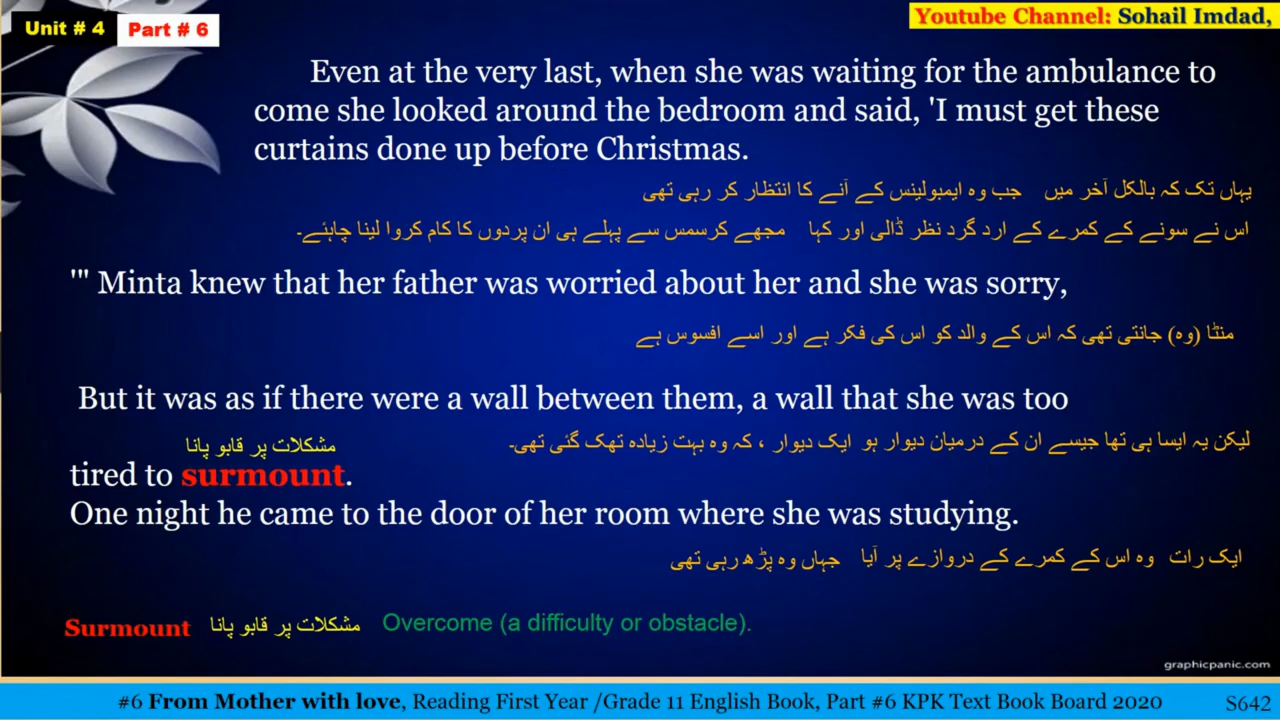 Unit # 4
Part # 6
Youtube Channel: Sohail Imdad,
Even at the very last, when she was waiting for the ambulance to
come she looked around the bedroom and said, 'I must get these
curtains done up before Christmas.
یہاں تک کہ بالکل آخر میں جب وہ ایمبولینس کے آنے کا انتظار کر رہی تھی
اس نے سونے کے کمرے کے ارد گرد نظر ڈالی اور کہا مجھے کرسمس سے پہلے ہی ان پردوں کا کام کروا لینا چاہئے۔
'" Minta knew that her father was worried about her and she was sorry,
منٹا (وہ) جانتی تھی کہ اس کے والد کو اس کی فکر ہے اور اسے افسوس ہے
But it was as if there were a wall between them, a wall that she was too
لیکن یہ ایسا ہی تھا جیسے ان کے درمیان دیوار ہو ایک دیوار ، کہ وہ بہت زیادہ تھک گئی تھی۔
مشکلات پر قابو پانا
tired to surmount.
One night he came to the door of her room where she was studying.
ایک رات وہ اس کے کمرے کے دروازے پر آیا جہاں وہ پڑھ رہی تھی
Surmount مشکلات پر قابو پانا Overcome (a difficulty or obstacle).
graphicpanic.com
#6 From Mother with love, Reading First Year /Grade 11 English Book, Part #6 KPK Text Book Board 2020
S642